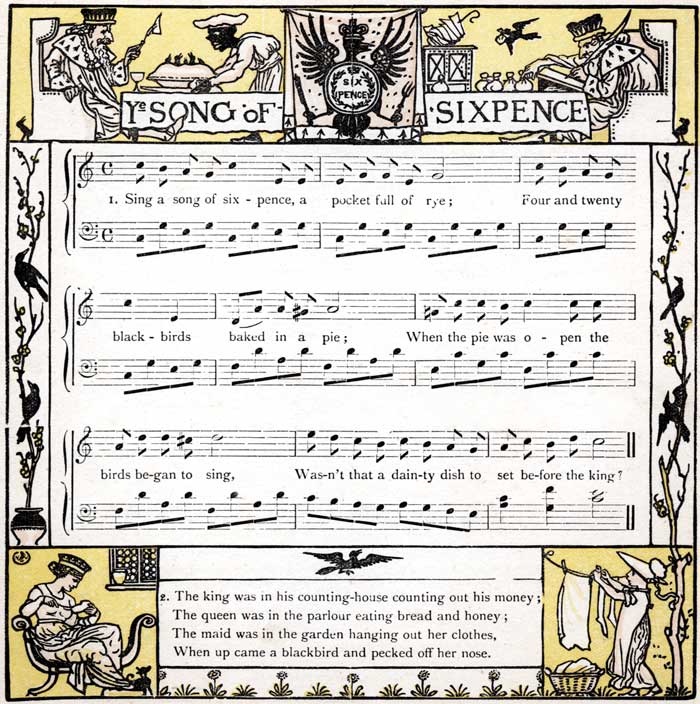 Yᵉ SONG OF
SIX
PENCE
SIXPENCE
1. Sing a song of six - pence, a pocket full of rye; Four and twenty
black - birds baked in a pie; When the pie was o - pen the
birds be-gan to sing, Was-n't that a dain-ty dish to set be-fore the king?
2. The king was in his counting-house counting out his money;
The queen was in the parlour eating bread and honey;
The maid was in the garden hanging out her clothes,
When up came a blackbird and pecked off her nose.